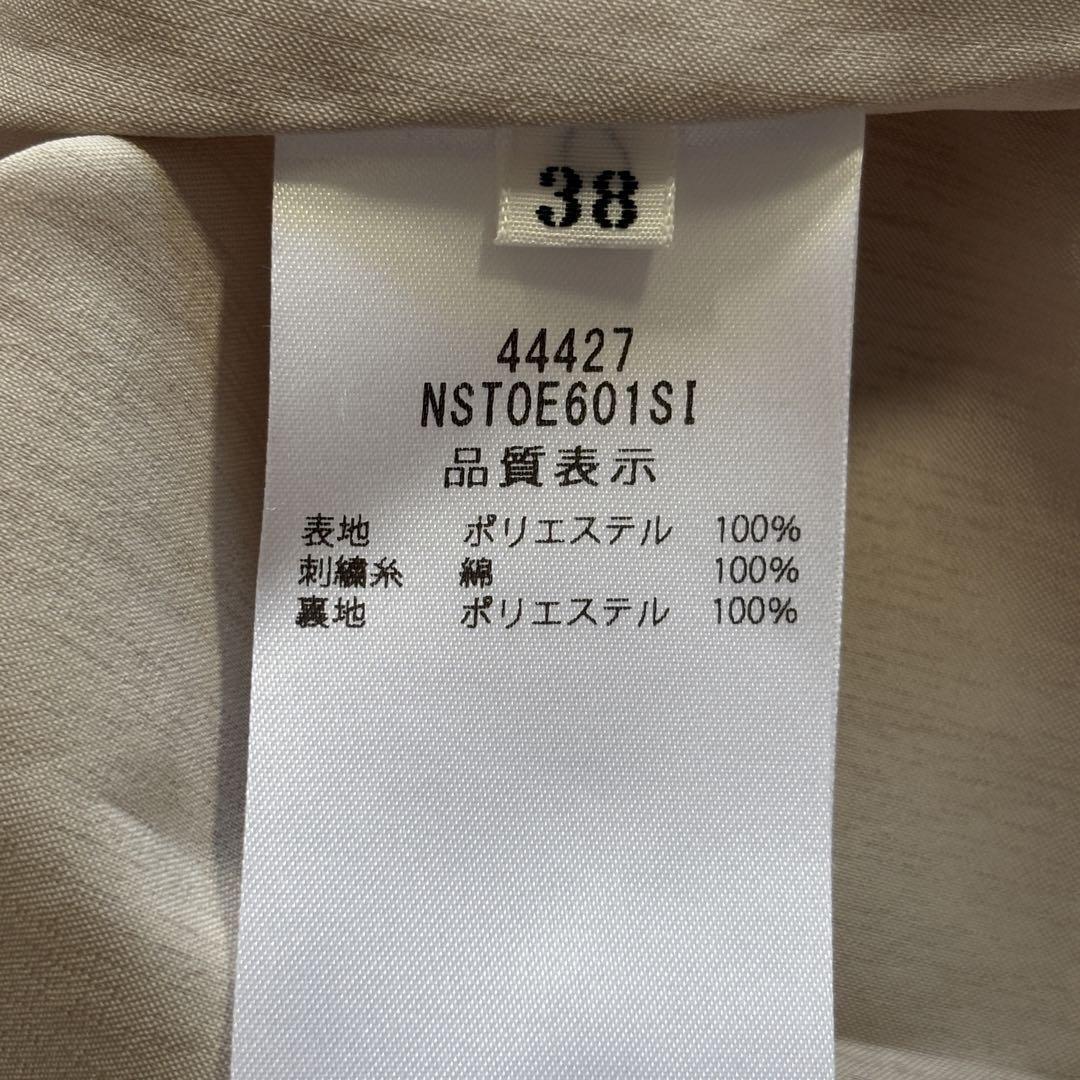 38
44427
NSTOE601SI
品質表示
表地 ポリエステル 100%
刺繍糸 綿 100%
裏地 ポリエステル 100%